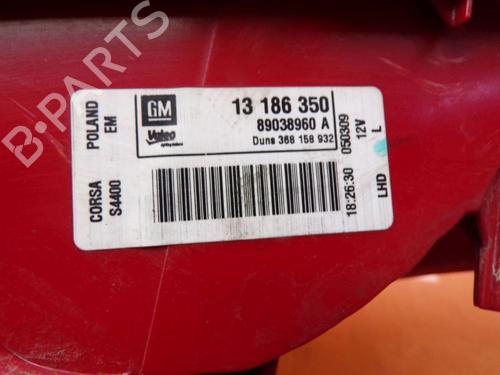 B-PARTS
GM
Valeo
13 186 350
89038960 A
Duns 368 158 932
POLAND
EM
CORSA
S4400
050309
18:26:30
12V
L
LHD